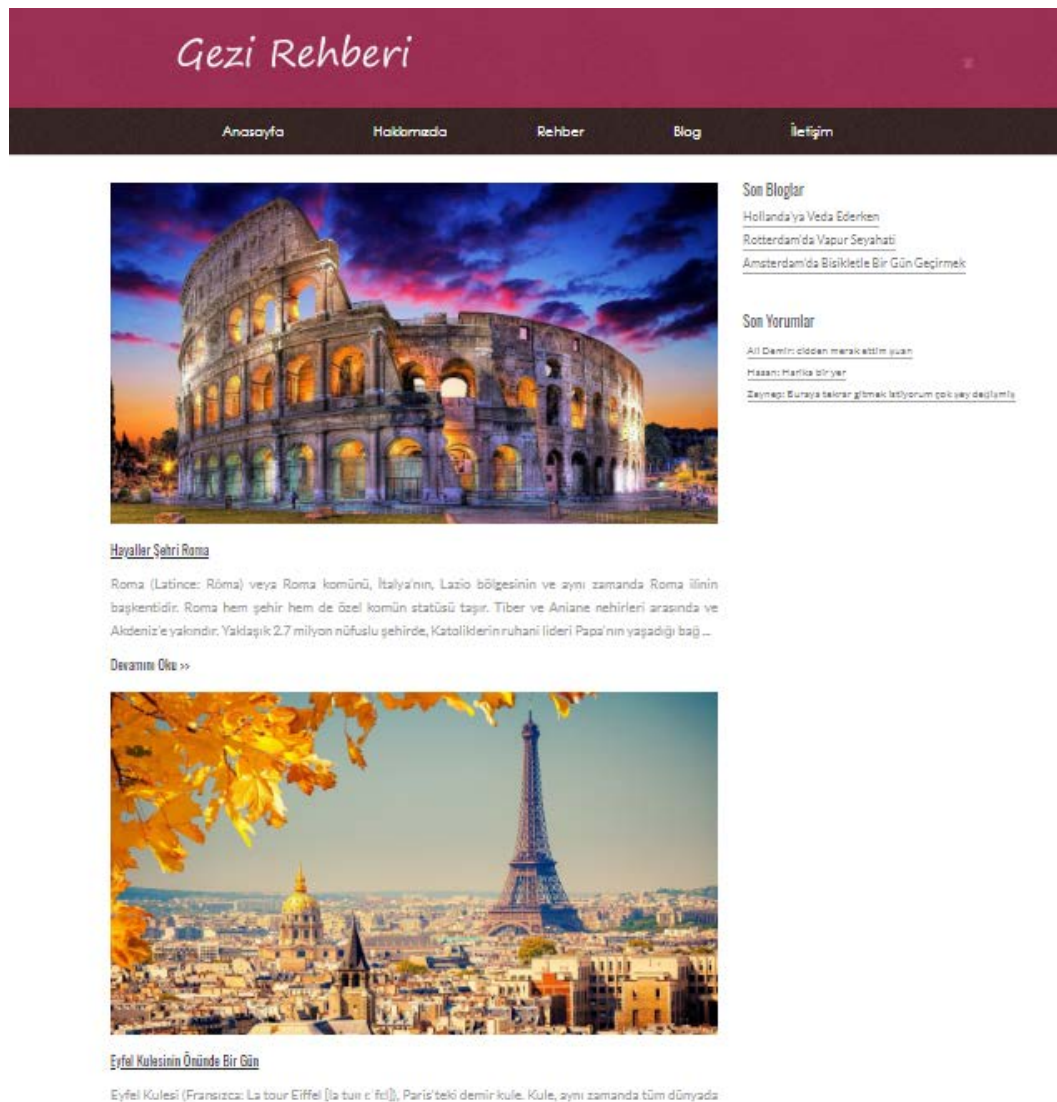 Gezi Rehberi
Anasayfa Hakkımızda Rehber Blog İletişim
Hayaller Şehri Roma
Roma (Latince: Róma) veya Roma komünü, İtalya'nın, Lazio bölgesinin ve aynı zamanda Roma ilinin
başkentidir. Roma hem şehir hem de özel komün statüsü taşır. Tiber ve Aniane nehirleri arasında ve
Akdeniz'e yakındır. Yaklaşık 2.7 milyon nüfuslu şehirde, Katoliklerin ruhani lideri Papa'nın yaşadığı bağ ...
Devamını Oku >>
Eyfel Kulesinin Önünde Bir Gün
Eyfel Kulesi (Fransızca: La tour Eiffel), Paris'teki demir kule. Kule, aynı zamanda tüm dünyada
Son Bloglar
Hollanda'ya Veda Ederken
Rotterdam'da Vapur Seyahati
Amsterdam'da Bisikletle Bir Gün Geçirmek
Son Yorumlar
Ali Demir: cidden merak ettim şuan
Hasan: Harika bir yer
Zeynep: Buraya tekrar gitmek istiyorum çok şey değişmiş